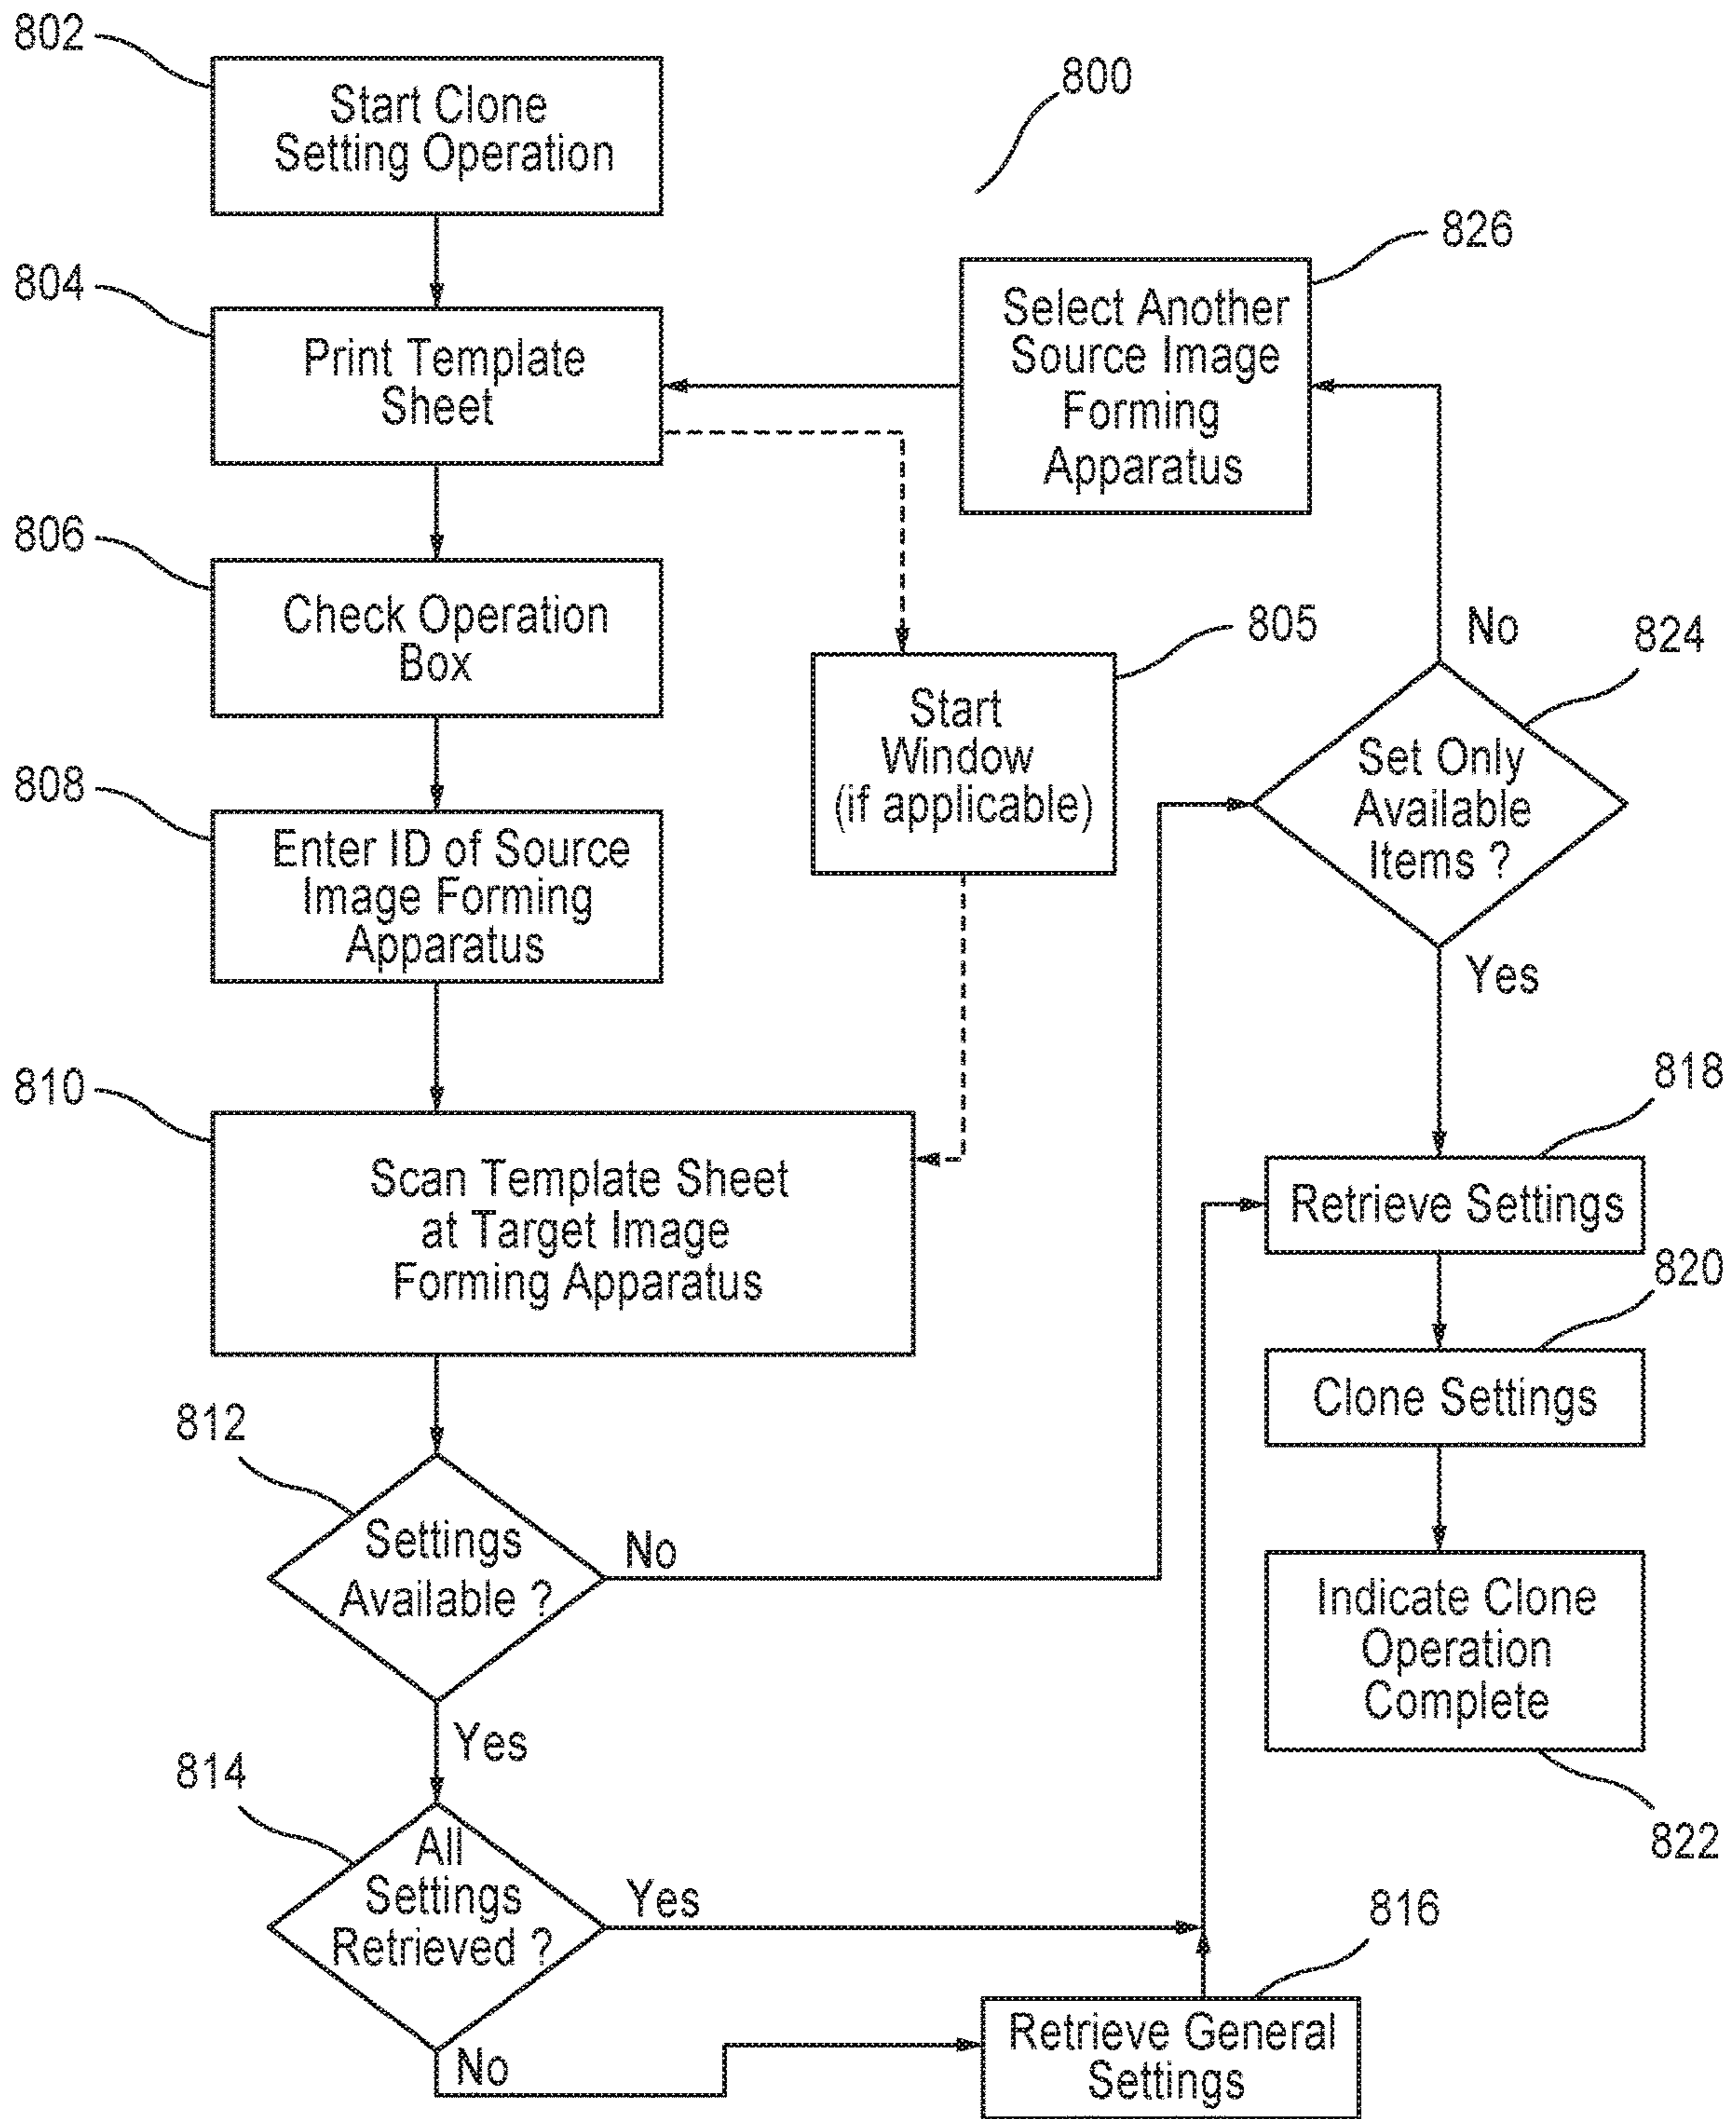 802
Start Clone
Setting Operation
800
804
Print Template
Sheet
826
Select Another
Source Image
Forming
Apparatus
806
Check Operation
Box
805
Start
Window
(if applicable)
No
824
Set Only
Available
Items ?
Yes
808
Enter ID of Source
Image Forming
Apparatus
810
Scan Template Sheet
at Target Image
Forming Apparatus
818
Retrieve Settings
820
Clone Settings
812
Settings
Available ?
No
Yes
Indicate Clone
Operation
Complete
822
814
All
Settings
Retrieved ?
Yes
No
816
Retrieve General
Settings